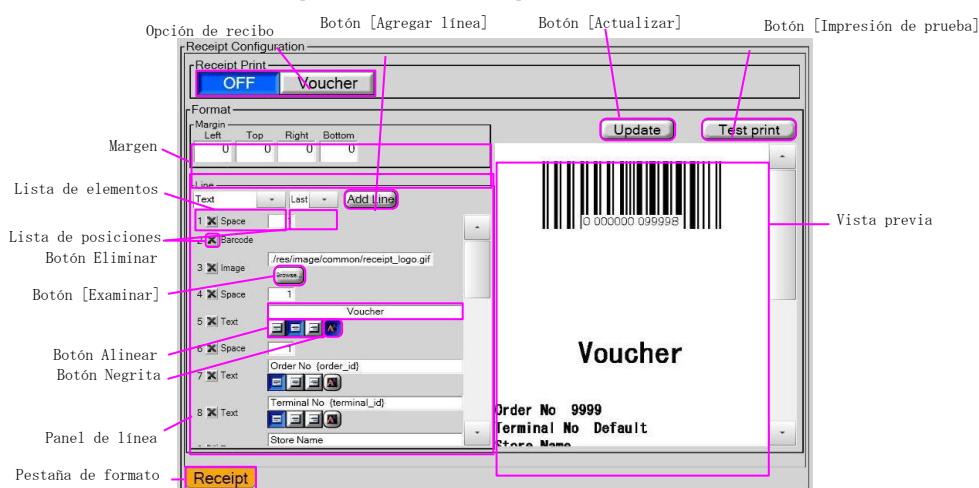 Opción de recibo
Botón [Agregar línea]
Botón [Actualizar]
Botón [Impresión de prueba]
Receipt Configuration
Receipt Print
OFF
Voucher
Format
Margin
Left Top Right Bottom
0 0 0 0
Update
Test print
Margen
Line
Lista de elementos
Text
Last
Add Line
1 Space
Lista de posiciones
2 Barcode
Botón Eliminar
3 Image
./res/image/common/receipt_logo.gif
Browse...
Botón [Examinar]
4 Space
1
Voucher
5 Text
Botón Alinear
6 Space
1
Botón Negrita
Order No {order_id}
7 Text
Terminal No {terminal_id}
8 Text
Panel de línea
Store Name
Pestaña de formato
Receipt
0 000000 099998
Vista previa
Voucher
Order No 9999
Terminal No Default
Store Name